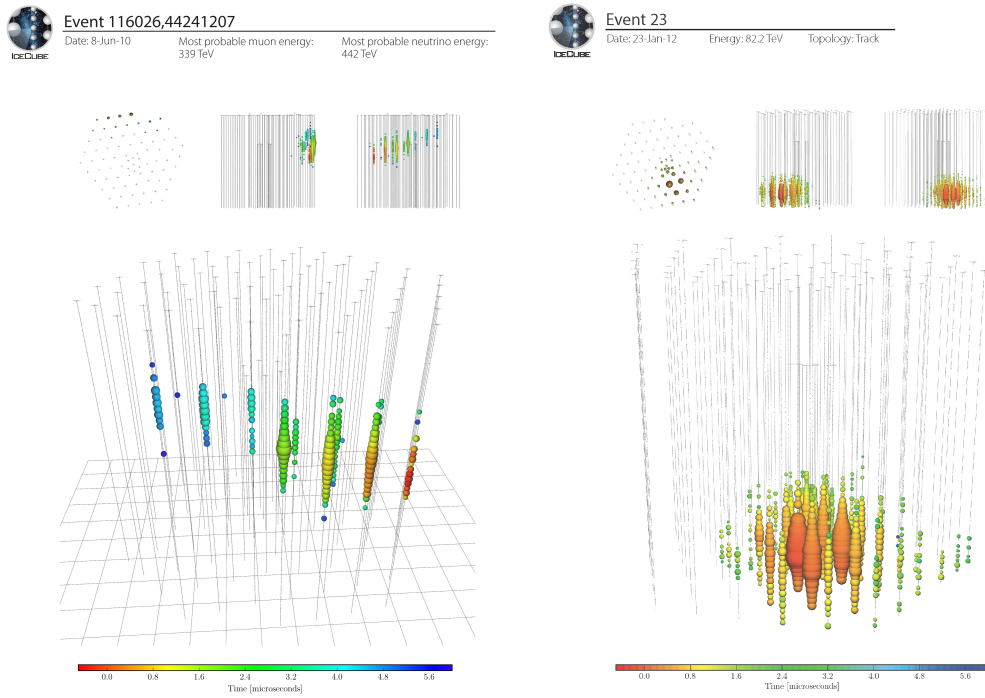 Event 116026,44241207
Date: 8-Jun-10
Most probable muon energy:
339 TeV
Most probable neutrino energy:
442 TeV
ICECUBE
0.0 0.8 1.6 2.4 3.2 4.0 4.8 5.6
Time [microseconds]
Event 23
Date: 23-Jan-12 Energy: 82.2 TeV Topology: Track
ICECUBE
0.0 0.8 1.6 2.4 3.2 4.0 4.8 5.6
Time [microseconds]